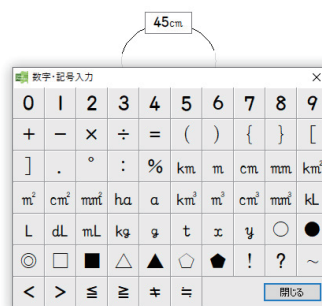 45cm
数字・記号入力
0 1 2 3 4 5 6 7 8 9
+ − × ÷ = ( ) { } [
] . ° : % km m cm mm km²
m² cm² mm² ha a km³ m³ cm³ mm³ kL
L dL mL kg g t x y ○ ●
◎ □ ■ △ ▲ ⬠ ⬟ ! ? ~
< > ≦ ≧ ≠ ≒ 閉じる